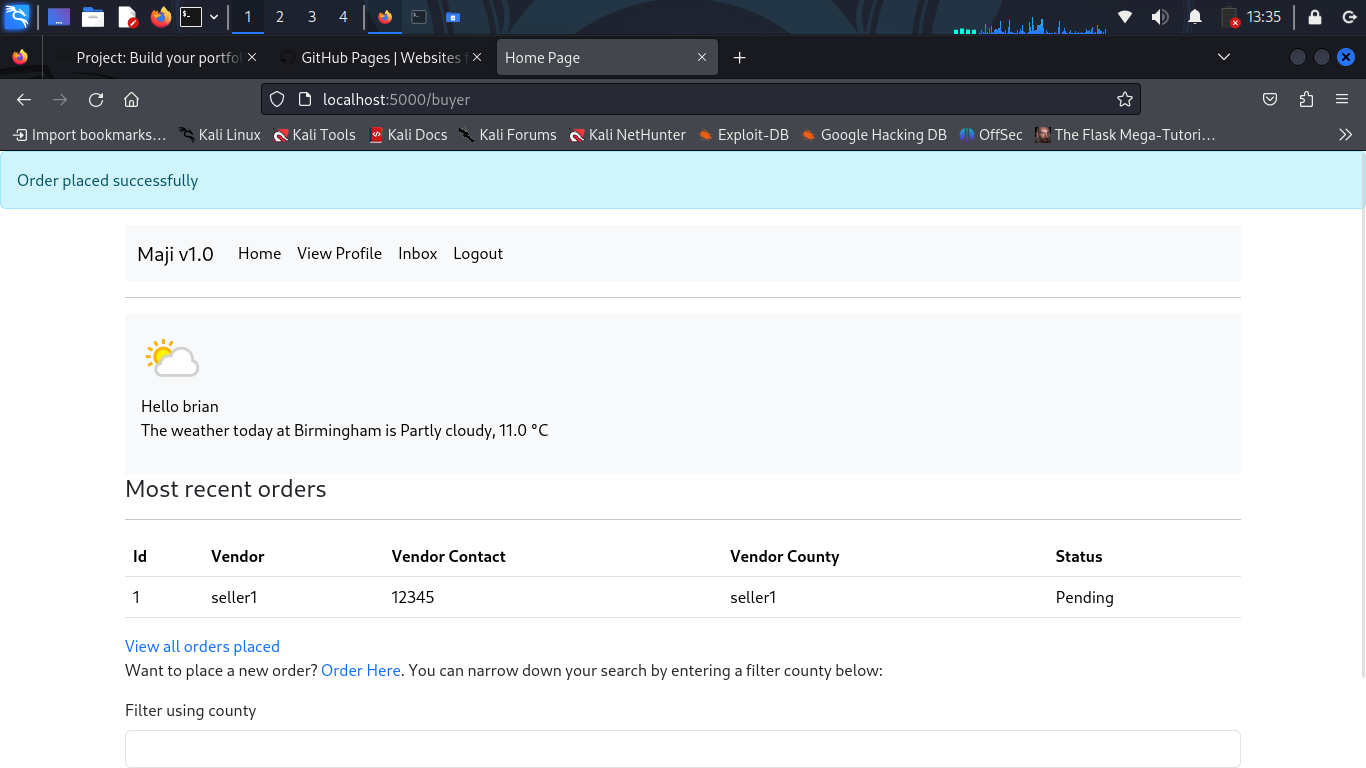 1 2 3 4 13:35
Project: Build your portfo GitHub Pages | Websites f Home Page
localhost:5000/buyer
Import bookmarks... Kali Linux Kali Tools Kali Docs Kali Forums Kali NetHunter Exploit-DB Google Hacking DB OffSec The Flask Mega-Tutori...
Order placed successfully
Maji v1.0 Home View Profile Inbox Logout
Hello brian
The weather today at Birmingham is Partly cloudy, 11.0 °C
Most recent orders
Id Vendor Vendor Contact Vendor County Status
1 seller1 12345 seller1 Pending
View all orders placed
Want to place a new order? Order Here. You can narrow down your search by entering a filter county below:
Filter using county